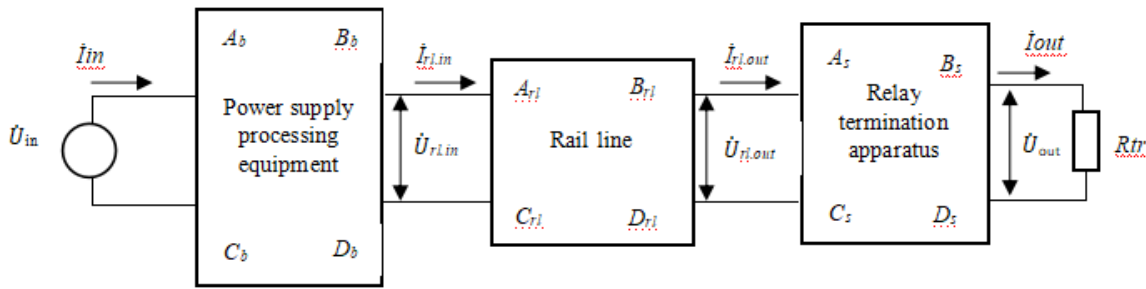 İin
U̇in
Ab Bb
Power supply
processing
equipment
Cb Db
İrl.in
U̇rl.in
Arl Brl
Rail line
Crl Drl
İrl.out
U̇rl.out
As Bs
Relay
termination
apparatus
Cs Ds
İout
U̇out
Rtr